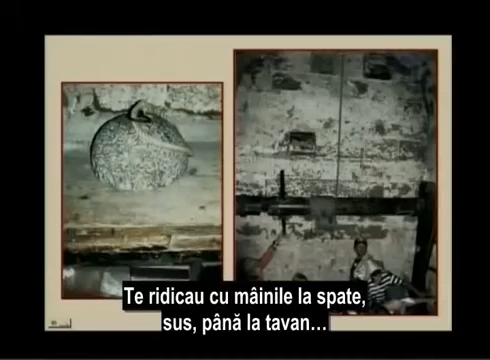 Te ridicau cu mâinile la spate,
sus, până la tavan…